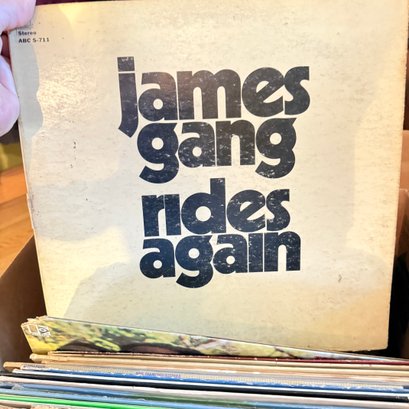 Stereo
ABC S-711
james
gang
rides
again